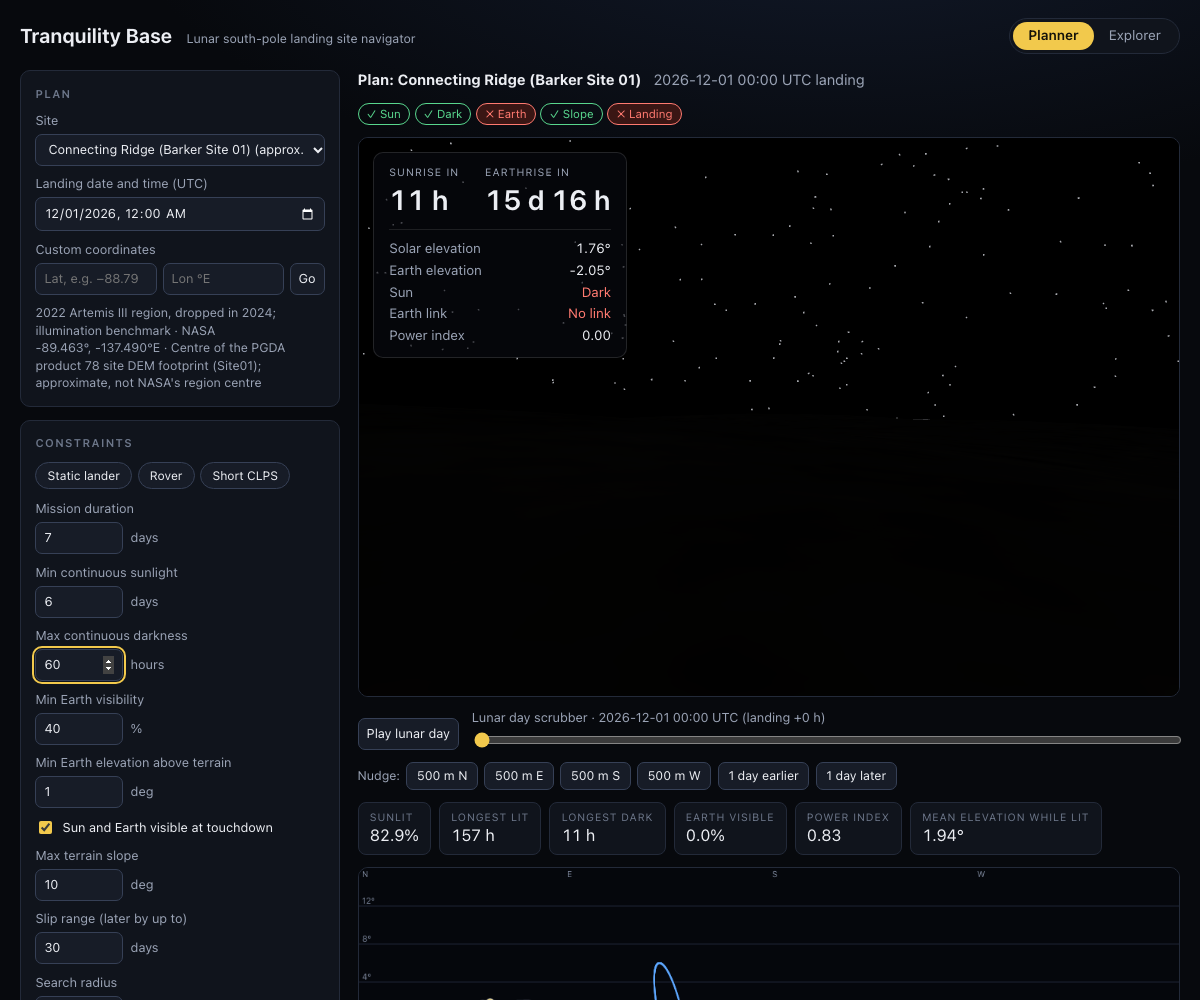 Tranquility Base Lunar south-pole landing site navigator
Planner Explorer
PLAN
Site
Connecting Ridge (Barker Site 01) (approx.
Landing date and time (UTC)
12/01/2026, 12:00 AM
Custom coordinates
Lat, e.g. −88.79 Lon °E Go
2022 Artemis III region, dropped in 2024;
illumination benchmark · NASA
-89.463°, -137.490°E · Centre of the PGDA
product 78 site DEM footprint (Site01);
approximate, not NASA's region centre
CONSTRAINTS
Static lander Rover Short CLPS
Mission duration
7 days
Min continuous sunlight
6 days
Max continuous darkness
60 hours
Min Earth visibility
40 %
Min Earth elevation above terrain
1 deg
Sun and Earth visible at touchdown
Max terrain slope
10 deg
Slip range (later by up to)
30 days
Search radius
Plan: Connecting Ridge (Barker Site 01) 2026-12-01 00:00 UTC landing
✓ Sun ✓ Dark ✕ Earth ✓ Slope ✕ Landing
SUNRISE IN EARTHRISE IN
11 h 15 d 16 h
Solar elevation 1.76°
Earth elevation -2.05°
Sun Dark
Earth link No link
Power index 0.00
Lunar day scrubber · 2026-12-01 00:00 UTC (landing +0 h)
Play lunar day
Nudge: 500 m N 500 m E 500 m S 500 m W 1 day earlier 1 day later
SUNLIT LONGEST LIT LONGEST DARK EARTH VISIBLE POWER INDEX MEAN ELEVATION WHILE LIT
82.9% 157 h 11 h 0.0% 0.83 1.94°
N E S W
12°
8°
4°